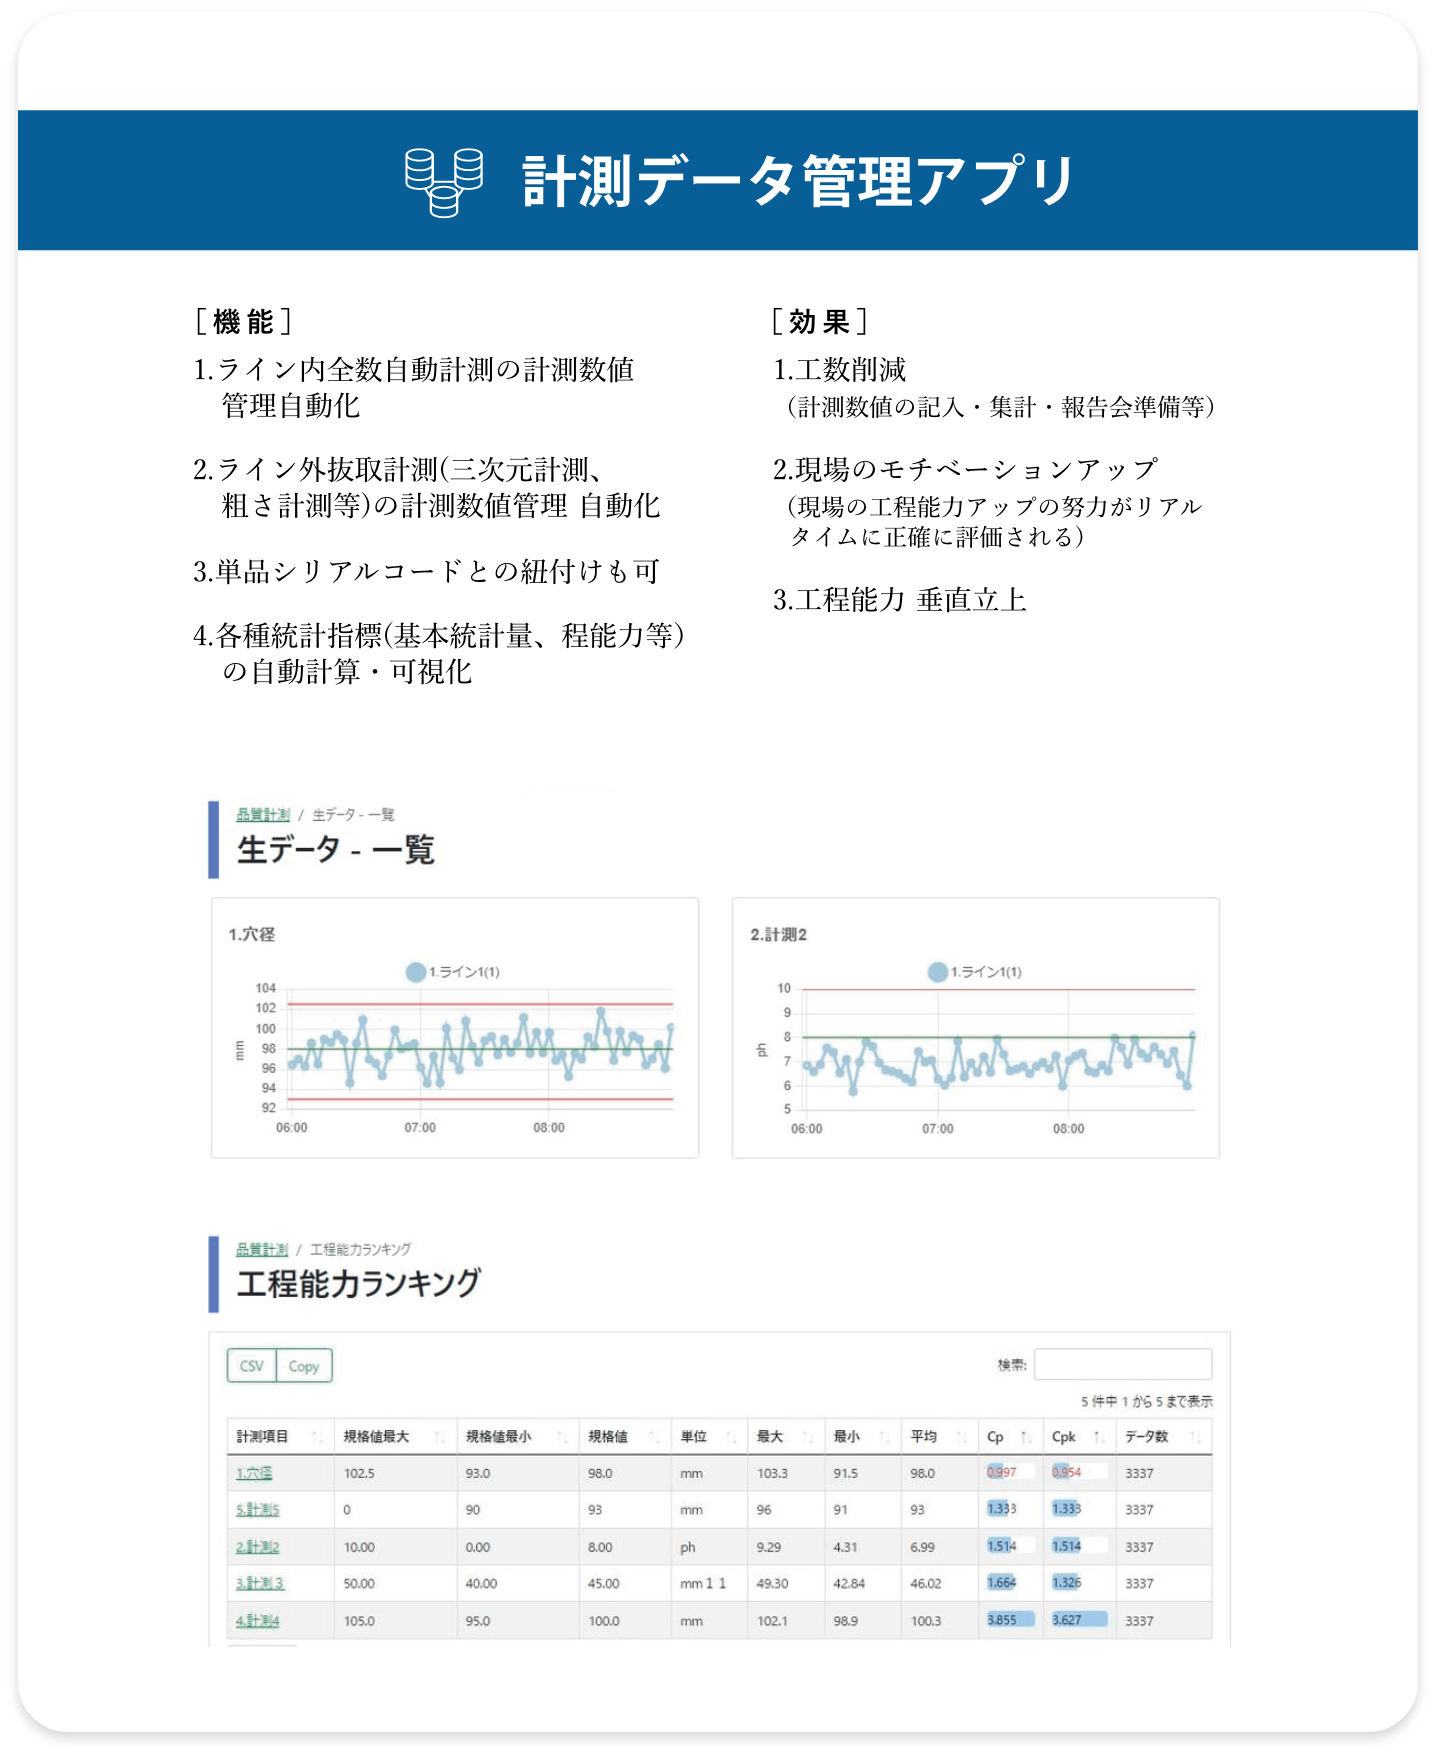 計測データ管理アプリ
［機能］
1.ライン内全数自動計測の計測数値
管理自動化
2.ライン外抜取計測(三次元計測、
粗さ計測等)の計測数値管理 自動化
3.単品シリアルコードとの紐付けも可
4.各種統計指標(基本統計量、程能力等）
の自動計算・可視化
［効果］
1.工数削減
（計測数値の記入・集計・報告会準備等）
2.現場のモチベーションアップ
（現場の工程能力アップの努力がリアル
タイムに正確に評価される）
3.工程能力 垂直立上
品質計測 / 生データ - 一覧
生データ - 一覧
1.穴径
1.ライン1(1)
104
102
100
98
96
94
92
mm
06:00 07:00 08:00
2.計測2
1.ライン1(1)
10
9
8
7
6
5
ph
06:00 07:00 08:00
品質計測 / 工程能力ランキング
工程能力ランキング
CSV Copy 検索:
5 件中 1 から 5 まで表示
計測項目 規格値最大 規格値最小 規格値 単位 最大 最小 平均 Cp Cpk データ数
1.穴径 102.5 93.0 98.0 mm 103.3 91.5 98.0 0.997 0.954 3337
5.計測5 0 90 93 mm 96 91 93 1.333 1.333 3337
2.計測2 10.00 0.00 8.00 ph 9.29 4.31 6.99 1.514 1.514 3337
3.計測３ 50.00 40.00 45.00 mm１１ 49.30 42.84 46.02 1.664 1.326 3337
4.計測4 105.0 95.0 100.0 mm 102.1 98.9 100.3 3.855 3.627 3337